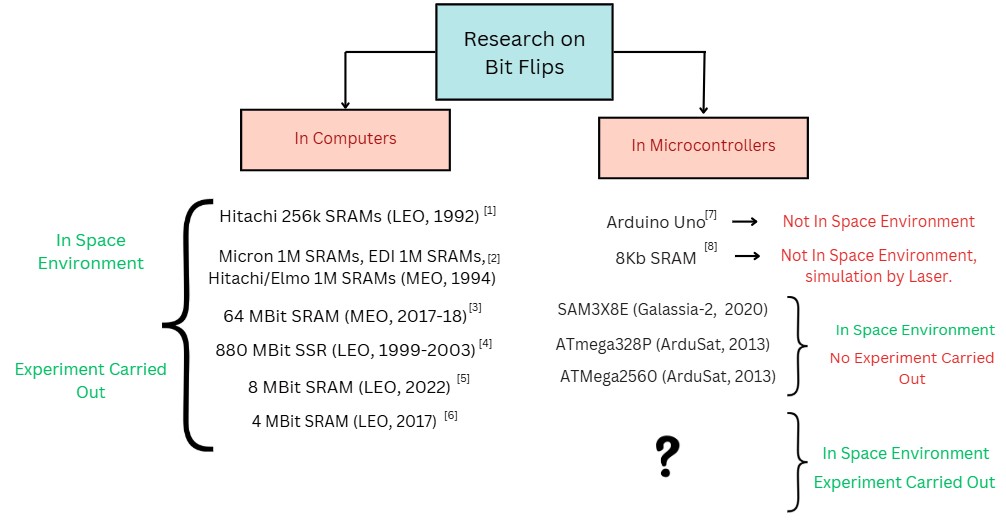 Research on
Bit Flips
In Computers
In Microcontrollers
In Space
Environment
Experiment Carried
Out
Hitachi 256k SRAMs (LEO, 1992) [1]
Micron 1M SRAMs, EDI 1M SRAMs, [2]
Hitachi/Elmo 1M SRAMs (MEO, 1994)
64 MBit SRAM (MEO, 2017-18) [3]
880 MBit SSR (LEO, 1999-2003) [4]
8 MBit SRAM (LEO, 2022) [5]
4 MBit SRAM (LEO, 2017) [6]
Arduino Uno [7]
Not In Space Environment
8Kb SRAM [8]
Not In Space Environment,
simulation by Laser.
SAM3X8E (Galassia-2, 2020)
ATmega328P (ArduSat, 2013)
ATMega2560 (ArduSat, 2013)
In Space Environment
No Experiment Carried
Out
?
In Space Environment
Experiment Carried Out